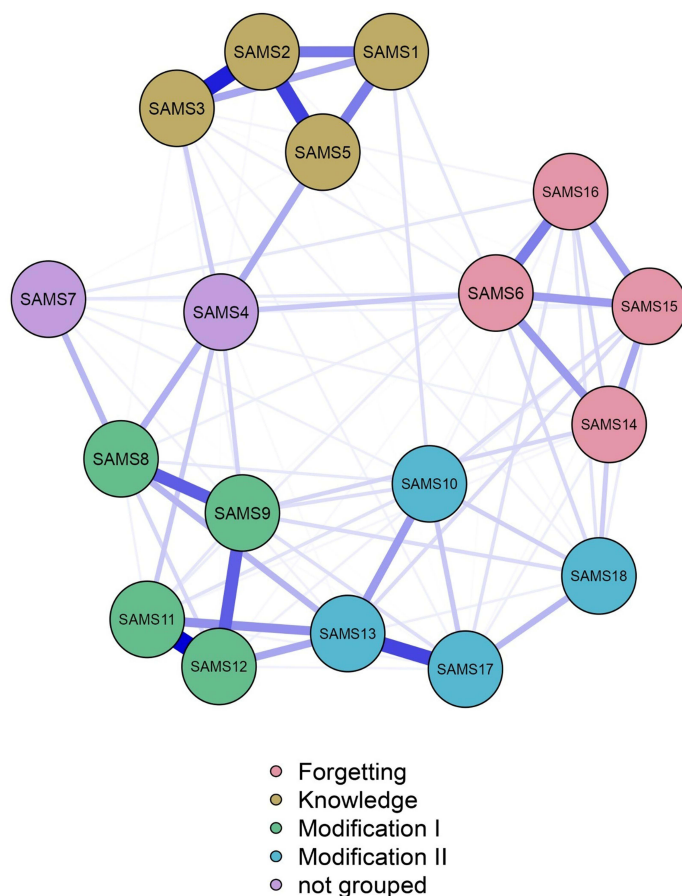 SAMS2
SAMS1
SAMS3
SAMS5
SAMS16
SAMS7
SAMS4
SAMS6
SAMS15
SAMS14
SAMS8
SAMS10
SAMS9
SAMS18
SAMS11
SAMS13
SAMS12
SAMS17
Forgetting
Knowledge
Modification I
Modification II
not grouped